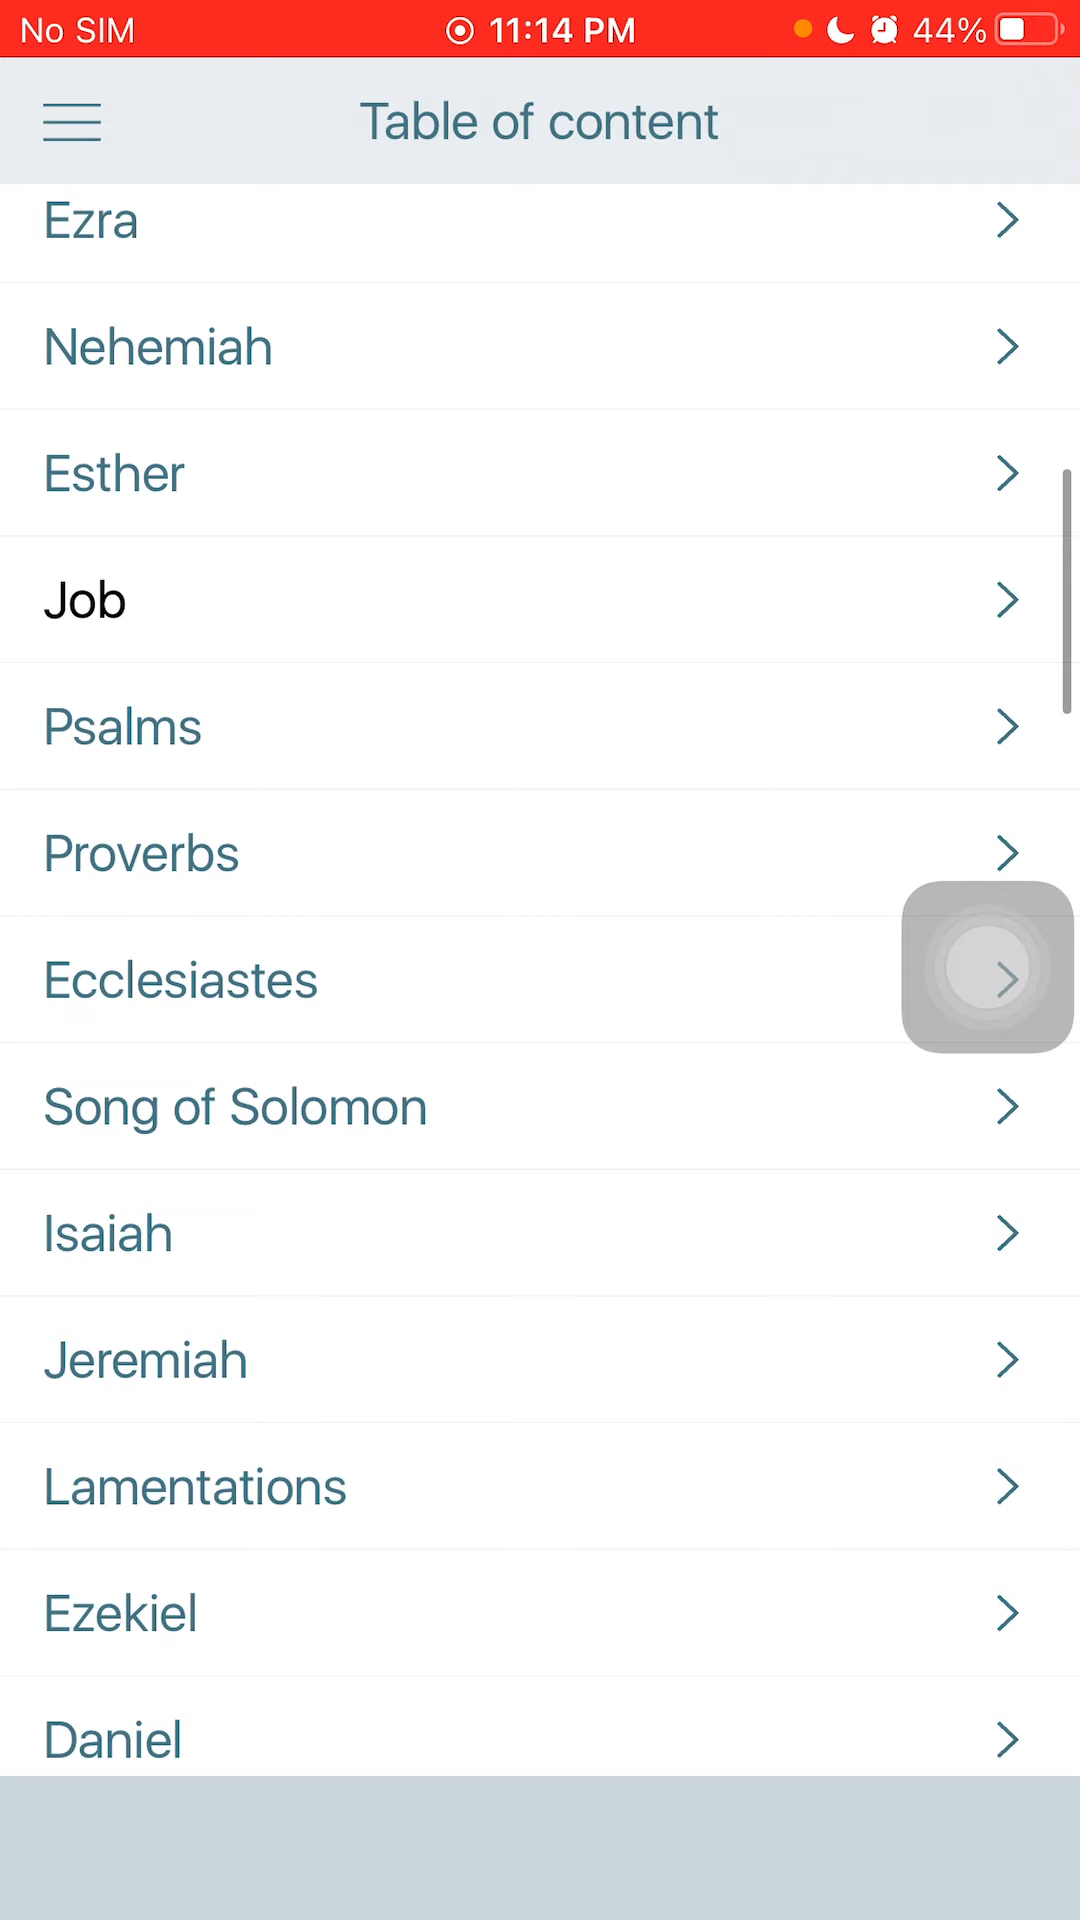 No SIM 11:14 PM 44%
Table of content
Ezra
Nehemiah
Esther
Job
Psalms
Proverbs
Ecclesiastes
Song of Solomon
Isaiah
Jeremiah
Lamentations
Ezekiel
Daniel